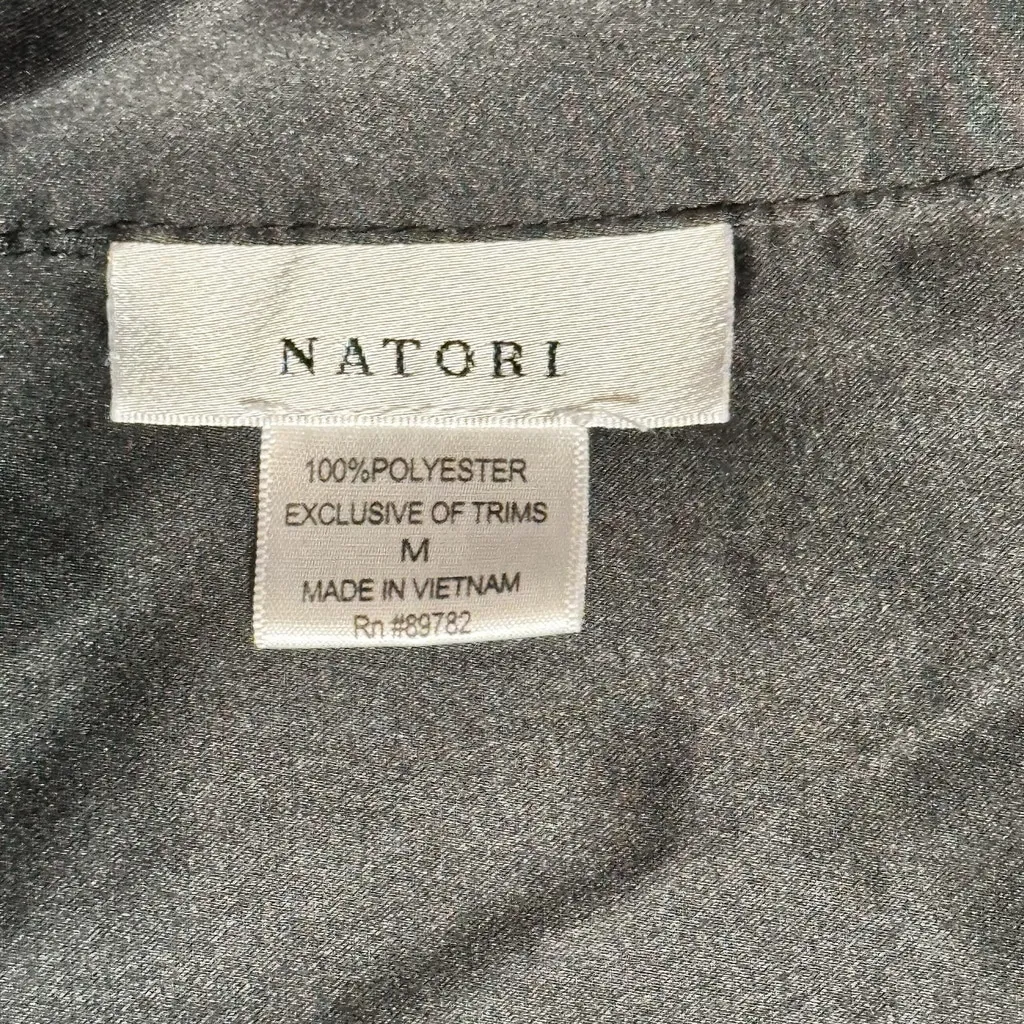 NATORI
100%POLYESTER
EXCLUSIVE OF TRIMS
M
MADE IN VIETNAM
Rn #89782